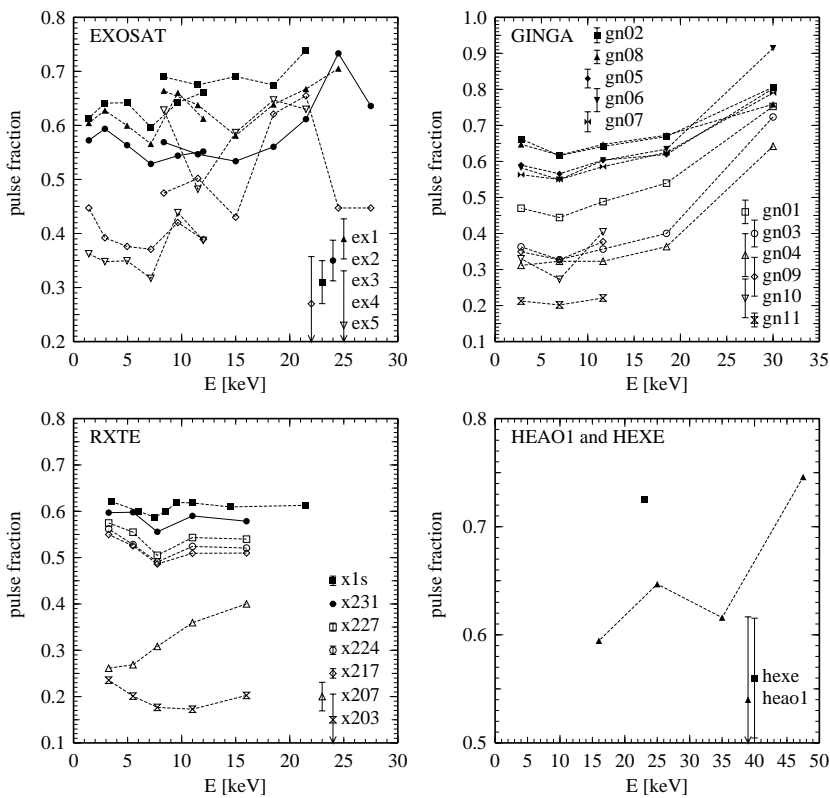 EXOSAT
pulse fraction
0.8
0.7
0.6
0.5
0.4
0.3
0.2
0 5 10 15 20 25 30
E [keV]
ex1
ex2
ex3
ex4
ex5
GINGA
pulse fraction
1.0
0.9
0.8
0.7
0.6
0.5
0.4
0.3
0.2
0.1
0 5 10 15 20 25 30 35
E [keV]
gn02
gn08
gn05
gn06
gn07
gn01
gn03
gn04
gn09
gn10
gn11
RXTE
pulse fraction
0.8
0.7
0.6
0.5
0.4
0.3
0.2
0.1
0 5 10 15 20 25 30
E [keV]
x1s
x231
x227
x224
x217
x207
x203
HEAO1 and HEXE
pulse fraction
0.8
0.7
0.6
0.5
0 5 10 15 20 25 30 35 40 45 50
E [keV]
hexe
heao1